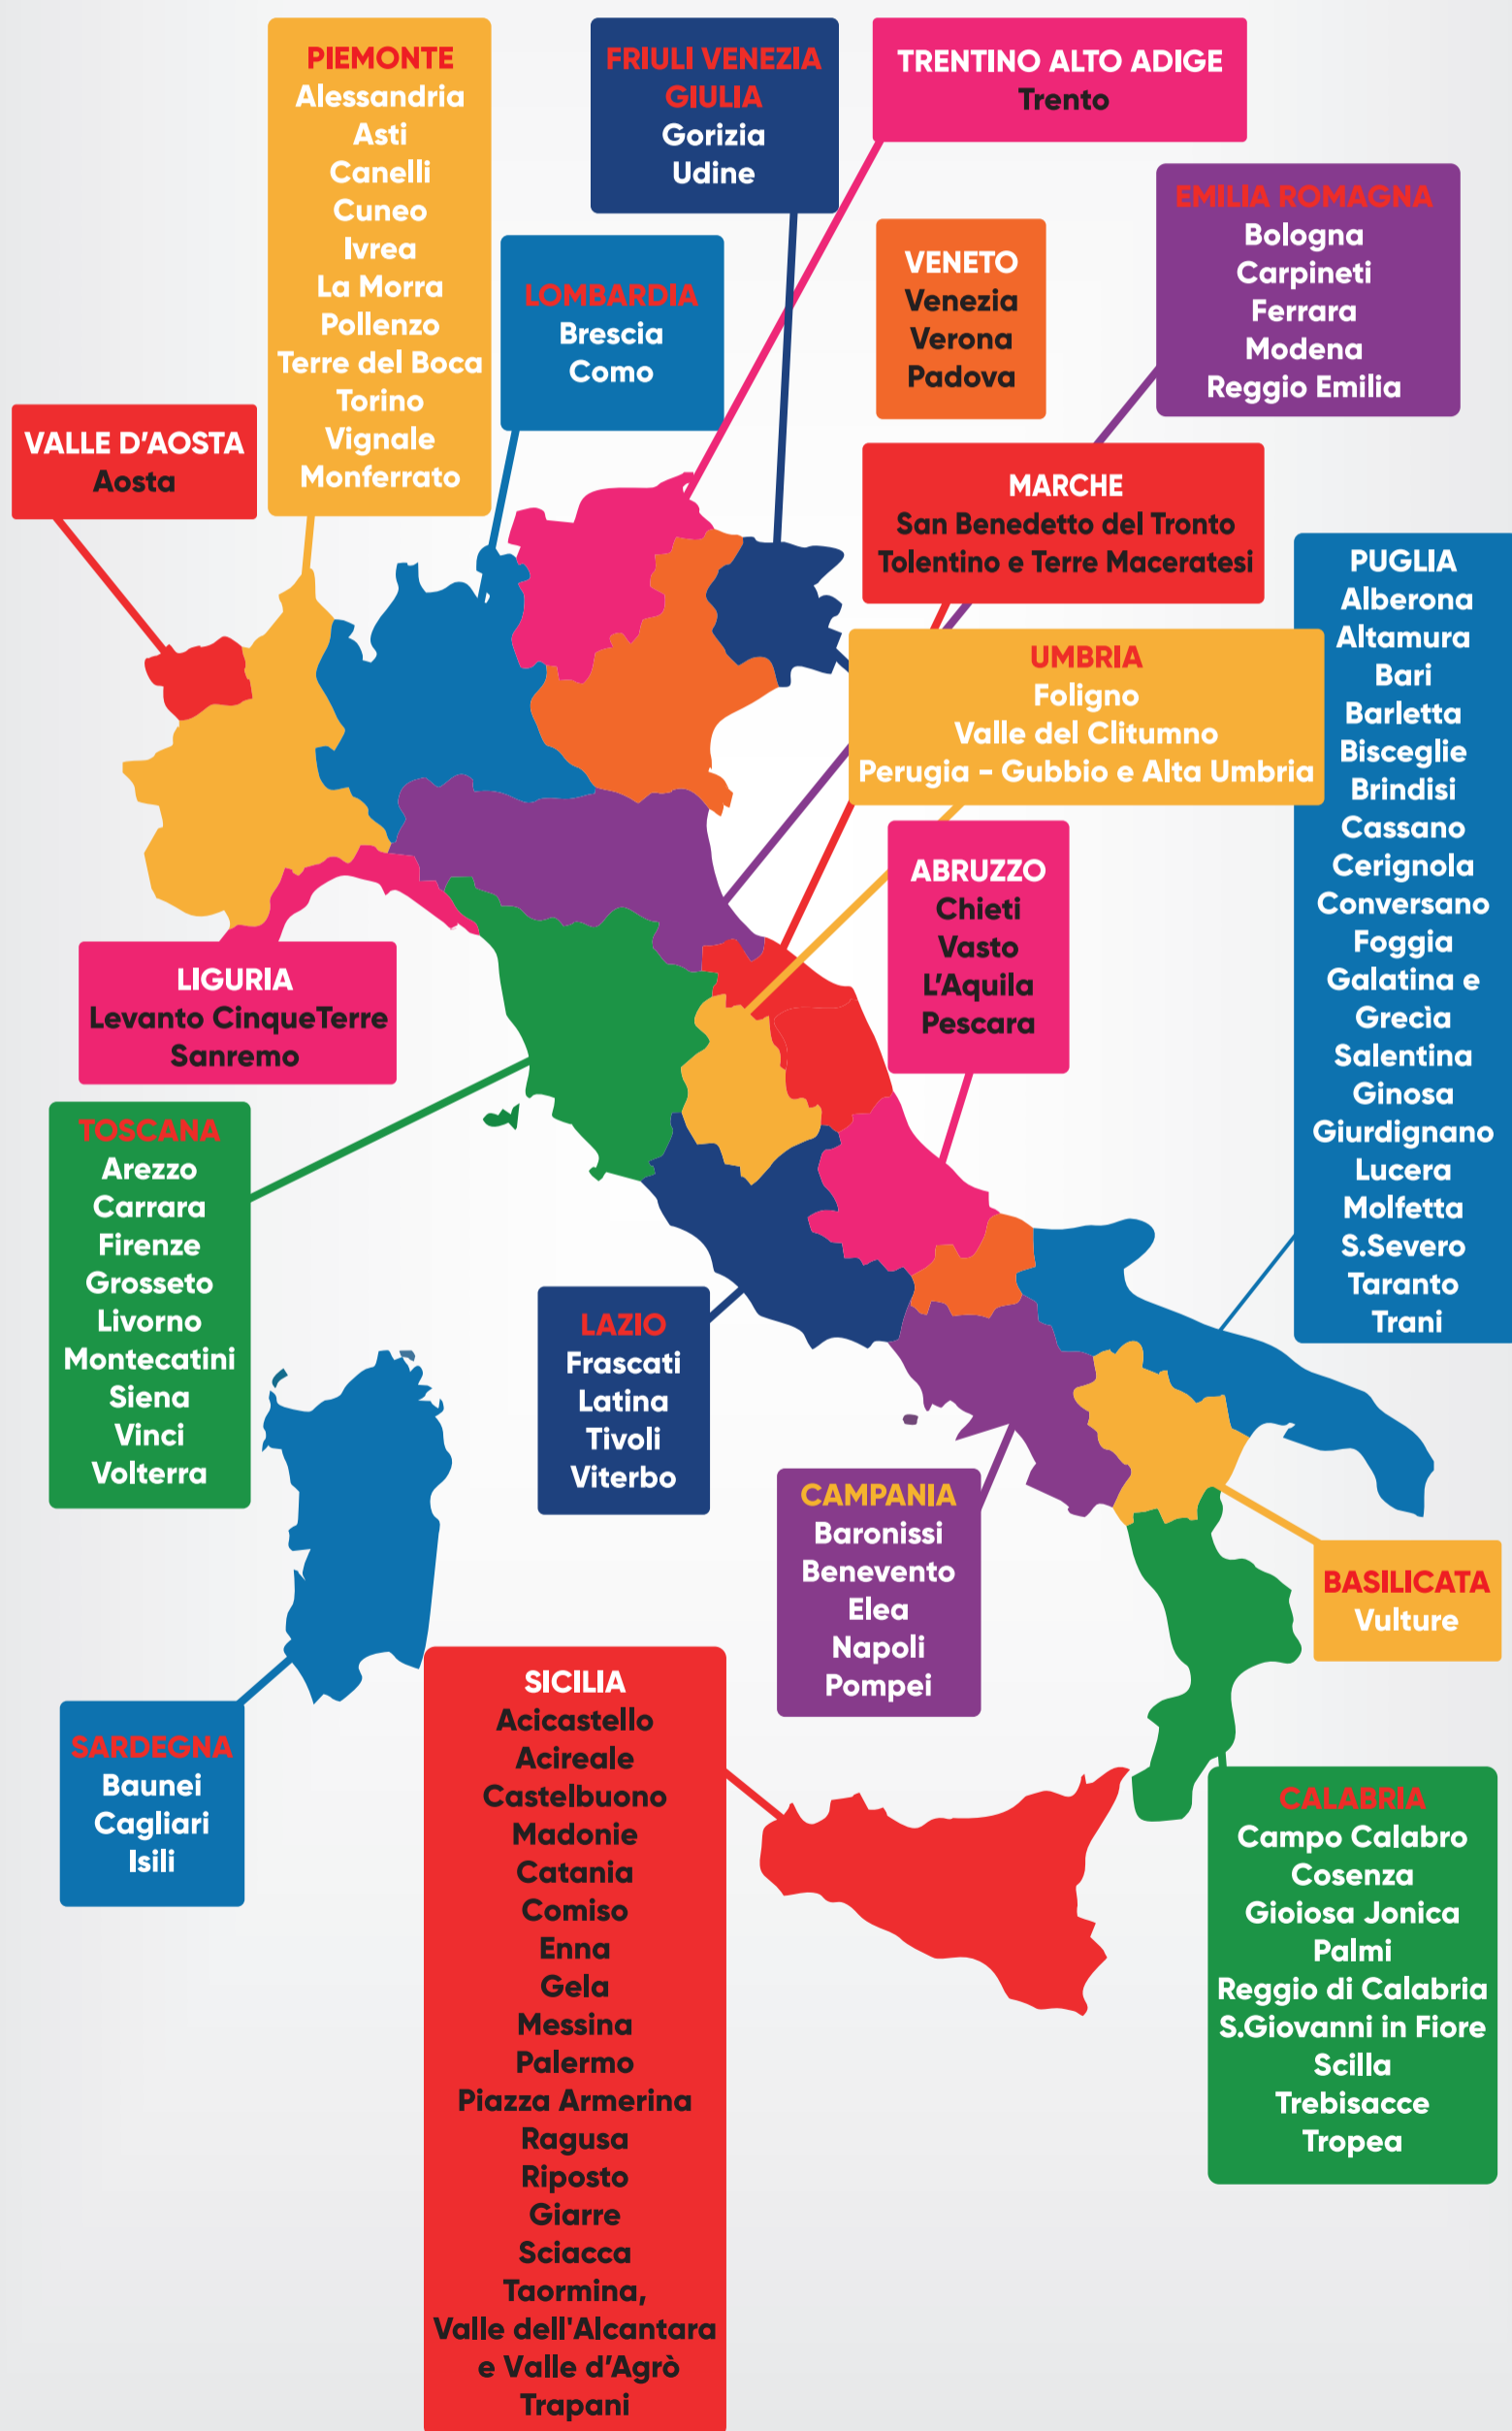 PIEMONTE
Alessandria
Asti
Canelli
Cuneo
Ivrea
La Morra
Pollenzo
Terre del Boca
Torino
Vignale
Monferrato
FRIULI VENEZIA
GIULIA
Gorizia
Udine
TRENTINO ALTO ADIGE
Trento
EMILIA ROMAGNA
Bologna
Carpineti
Ferrara
Modena
Reggio Emilia
VENETO
Venezia
Verona
Padova
LOMBARDIA
Brescia
Como
VALLE D'AOSTA
Aosta
MARCHE
San Benedetto del Tronto
Tolentino e Terre Maceratesi
PUGLIA
Alberona
Altamura
Bari
Barletta
Bisceglie
Brindisi
Cassano
Cerignola
Conversano
Foggia
Galatina e
Grecìa
Salentina
Ginosa
Giurdignano
Lucera
Molfetta
S.Severo
Taranto
Trani
UMBRIA
Foligno
Valle del Clitumno
Perugia - Gubbio e Alta Umbria
ABRUZZO
Chieti
Vasto
L'Aquila
Pescara
LIGURIA
Levanto CinqueTerre
Sanremo
TOSCANA
Arezzo
Carrara
Firenze
Grosseto
Livorno
Montecatini
Siena
Vinci
Volterra
LAZIO
Frascati
Latina
Tivoli
Viterbo
CAMPANIA
Baronissi
Benevento
Elea
Napoli
Pompei
BASILICATA
Vulture
SARDEGNA
Baunei
Cagliari
Isili
SICILIA
Acicastello
Acireale
Castelbuono
Madonie
Catania
Comiso
Enna
Gela
Messina
Palermo
Piazza Armerina
Ragusa
Riposto
Giarre
Sciacca
Taormina,
Valle dell'Alcantara
e Valle d'Agrò
Trapani
CALABRIA
Campo Calabro
Cosenza
Gioiosa Jonica
Palmi
Reggio di Calabria
S.Giovanni in Fiore
Scilla
Trebisacce
Tropea